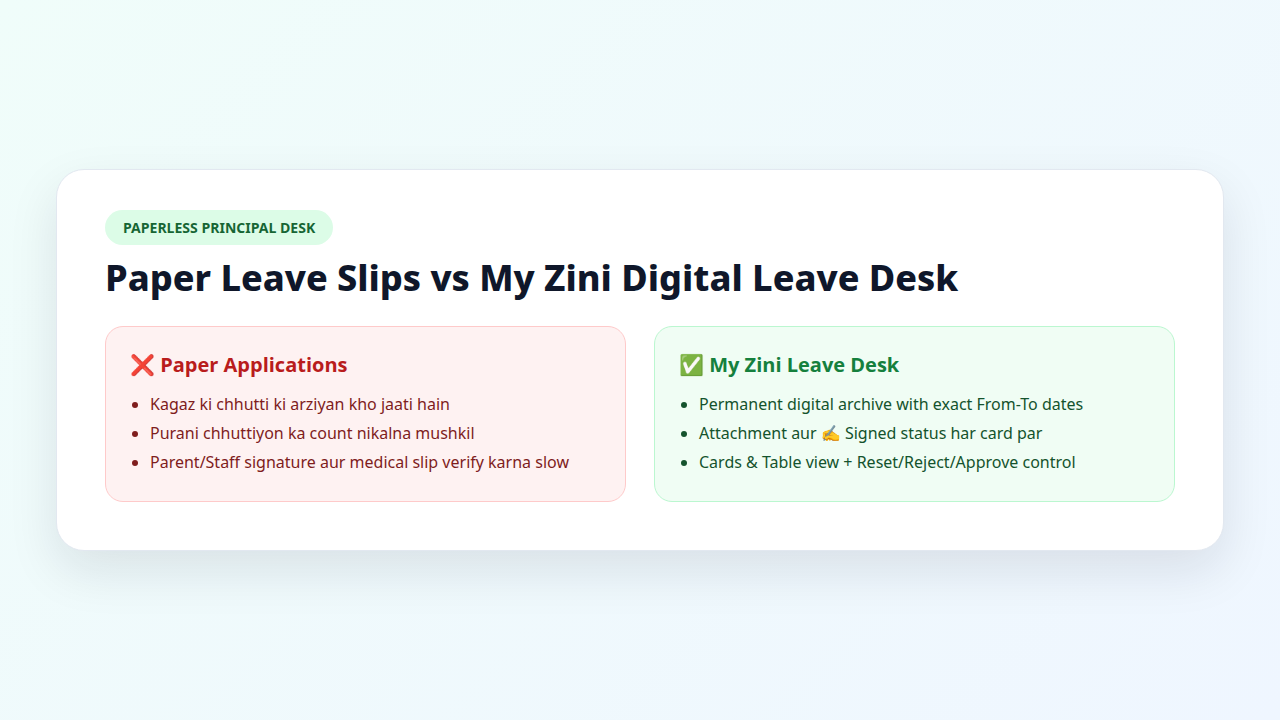 PAPERLESS PRINCIPAL DESK
Paper Leave Slips vs My Zini Digital Leave Desk
❌ Paper Applications
• Kagaz ki chhutti ki arziyan kho jaati hain
• Purani chhuttiyon ka count nikalna mushkil
• Parent/Staff signature aur medical slip verify karna slow
✅ My Zini Leave Desk
• Permanent digital archive with exact From-To dates
• Attachment aur ✍️ Signed status har card par
• Cards & Table view + Reset/Reject/Approve control